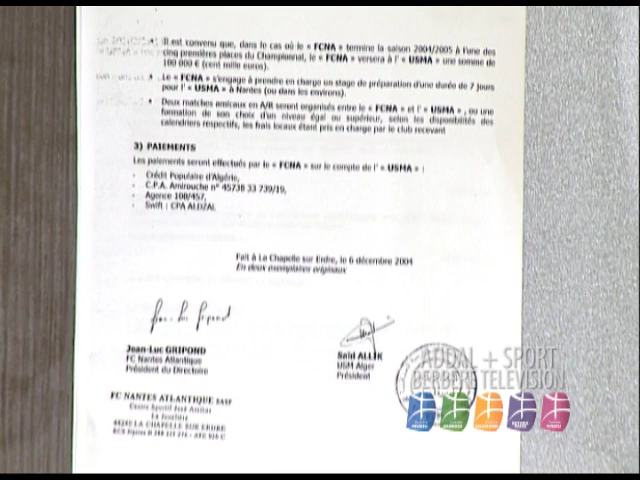 Il est convenu que, dans le cas où le « FCNA » termine la saison 2004/2005 à l'une des
cinq premières places du Championnat, le « FCNA » versera à l' « USMA » une somme de
100 000 € (cent mille euros).
Le « FCNA » s'engage à prendre en charge un stage de préparation d'une durée de 7 jours
pour l' « USMA » à Nantes (ou dans les environs).
Deux matches amicaux en A/R seront organisés entre le « FCNA » et l' « USMA » , ou une
formation de son choix d'un niveau égal ou supérieur, selon les disponibilités des
calendriers respectifs, les frais locaux étant pris en charge par le club recevant
3) PAIEMENTS
Les paiements seront effectués par le « FCNA » sur le compte de l' « USMA » :
- Crédit Populaire d'Algérie,
- C.P.A. Amirouche n° 45738 33 739/19,
- Agence 108/457,
- Swift : CPA ALDZAL
Fait à La Chapelle sur Erdre, le 6 décembre 2004
En deux exemplaires originaux
Jean-Luc GRIPOND
FC Nantes Atlantique
Président du Directoire
Saïd ALLIK
USM Alger
Président
FC NANTES ATLANTIQUE SASP
Centre Sportif José Arribas
La Jonelière
44240 LA CHAPELLE SUR ERDRE
ADDAL + SPORT
BERBERE TELEVISION